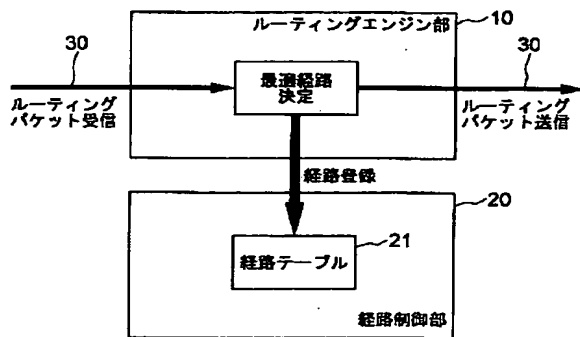 ルーティングエンジン部
10
30
30
最適経路
決定
ルーティング
パケット受信
ルーティング
パケット送信
経路登録
20
21
経路テーブル
経路制御部